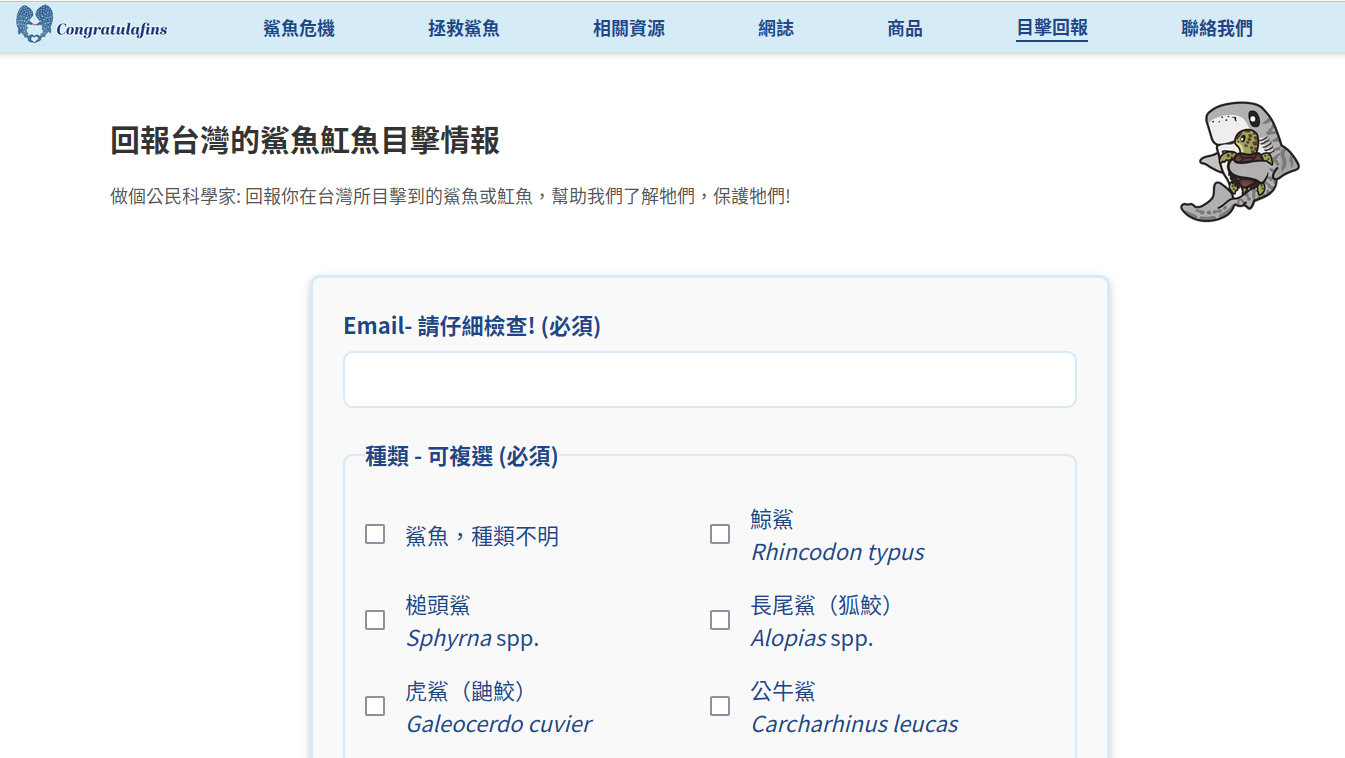 Congratulafins
鯊魚危機
拯救鯊魚
相關資源
網誌
商品
目擊回報
聯絡我們
回報台灣的鯊魚魟魚目擊情報
做個公民科學家: 回報你在台灣所目擊到的鯊魚或魟魚，幫助我們了解牠們，保護牠們!
Email- 請仔細檢查! (必須)
種類 - 可複選 (必須)
鯊魚，種類不明
鯨鯊
Rhincodon typus
槌頭鯊
Sphyrna spp.
長尾鯊（狐鮫）
Alopias spp.
虎鯊（鼬鮫）
Galeocerdo cuvier
公牛鯊
Carcharhinus leucas